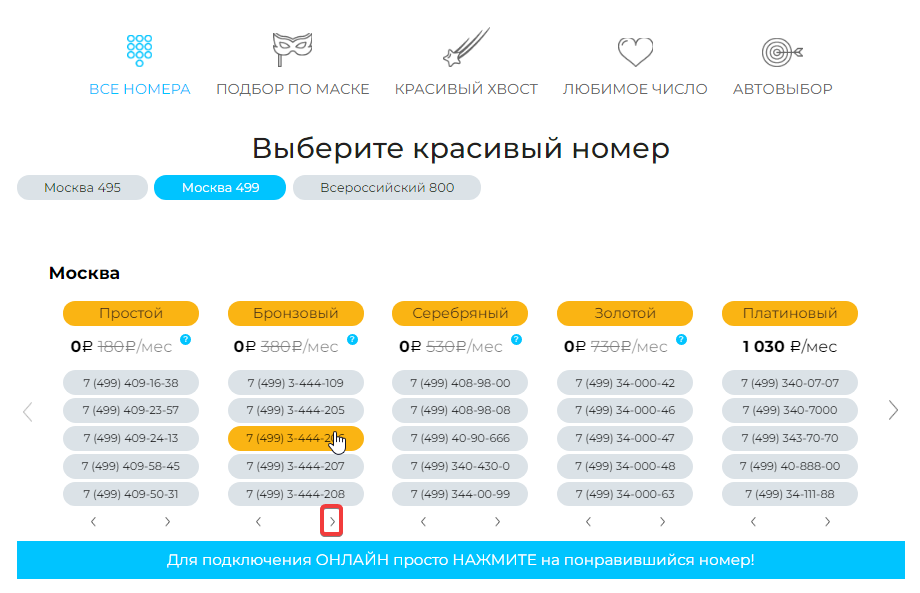 ВСЕ НОМЕРА ПОДБОР ПО МАСКЕ КРАСИВЫЙ ХВОСТ ЛЮБИМОЕ ЧИСЛО АВТОВЫБОР
Выберите красивый номер
Москва 495 Москва 499 Всероссийский 800
Москва
Простой Бронзовый Серебряный Золотой Платиновый
0₽ 180₽/мес ? 0₽ 380₽/мес ? 0₽ 530₽/мес ? 0₽ 730₽/мес ? 1 030 ₽/мес
7 (499) 409-16-38 7 (499) 3-444-109 7 (499) 408-98-00 7 (499) 34-000-42 7 (499) 340-07-07
7 (499) 409-23-57 7 (499) 3-444-205 7 (499) 408-98-08 7 (499) 34-000-46 7 (499) 340-7000
7 (499) 409-24-13 7 (499) 3-444- 7 (499) 40-90-666 7 (499) 34-000-47 7 (499) 343-70-70
7 (499) 409-58-45 7 (499) 3-444-207 7 (499) 340-430-0 7 (499) 34-000-48 7 (499) 40-888-00
7 (499) 409-50-31 7 (499) 3-444-208 7 (499) 344-00-99 7 (499) 34-000-63 7 (499) 34-111-88
Для подключения ОНЛАЙН просто НАЖМИТЕ на понравившийся номер!